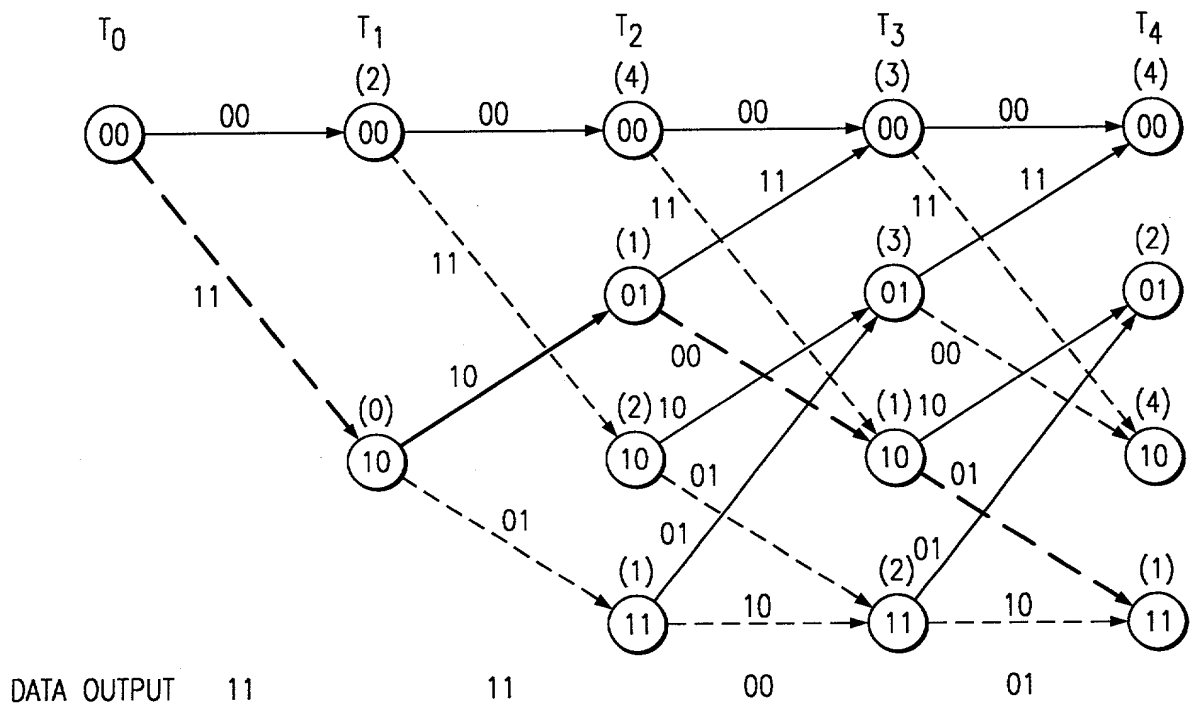 T0 T1 T2 T3 T4
(2) (4) (3) (4)
00 00 00 00
00 00 00 00 00
11 11
11 11
(1) (3) (2)
11
01 01 01
11
00 00
10
(0) (2) 10 (1) 10 (4)
10 10 10 10
01 01
01
01 01
(1) (2) (1)
10 10
11 11 11
DATA OUTPUT 11 11 00 01